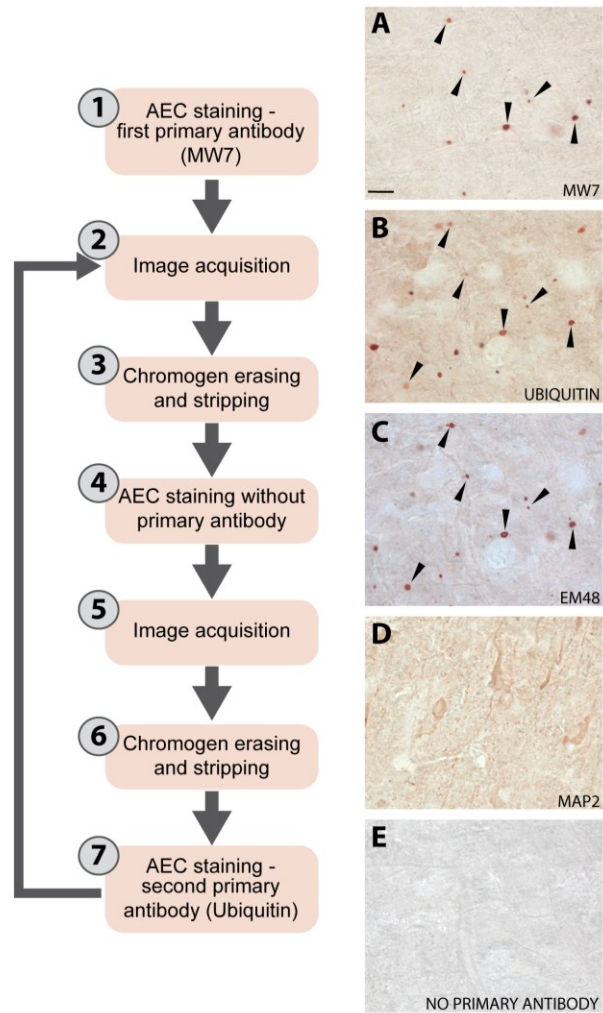 1
AEC staining -
first primary antibody
(MW7)
2
Image acquisition
3
Chromogen erasing
and stripping
4
AEC staining without
primary antibody
5
Image acquisition
6
Chromogen erasing
and stripping
7
AEC staining -
second primary
antibody (Ubiquitin)
A
MW7
B
UBIQUITIN
C
EM48
D
MAP2
E
NO PRIMARY ANTIBODY